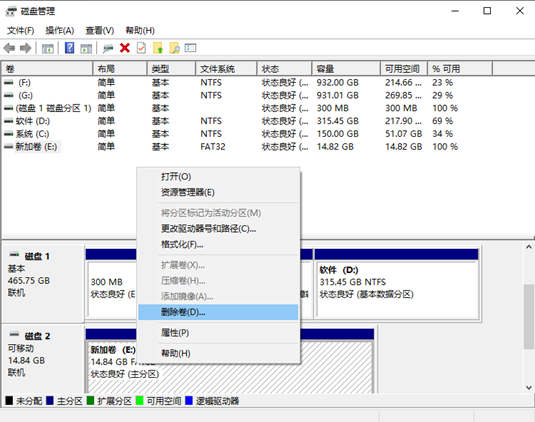 磁盘管理
文件(F) 操作(A) 查看(V) 帮助(H)
卷 布局 类型 文件系统 状态 容量 可用空间 % 可用
(F:) 简单 基本 NTFS 状态良好 (... 932.00 GB 214.66 ... 23 %
(G:) 简单 基本 NTFS 状态良好 (... 931.01 GB 269.85 ... 29 %
(磁盘 1 磁盘分区 1) 简单 基本 状态良好 (... 300 MB 300 MB 100 %
软件 (D:) 简单 基本 NTFS 状态良好 (... 315.45 GB 217.90 ... 69 %
系统 (C:) 简单 基本 NTFS 状态良好 (... 150.00 GB 51.07 GB 34 %
新加卷 (E:) 简单 基本 FAT32 状态良好 (... 14.82 GB 14.82 GB 100 %
打开(O)
资源管理器(E)
将分区标记为活动分区(M)
更改驱动器号和路径(C)...
格式化(F)...
扩展卷(X)...
压缩卷(H)...
添加镜像(A)...
删除卷(D)...
属性(P)
帮助(H)
磁盘 1
基本
465.75 GB
联机
300 MB
状态良好 (E
软件 (D:)
315.45 GB NTFS
状态良好 (基本数据分区)
磁盘 2
可移动
14.84 GB
联机
新加卷 (E:)
14.84 GB FAT32
状态良好 (主分区)
未分配 主分区 扩展分区 可用空间 逻辑驱动器